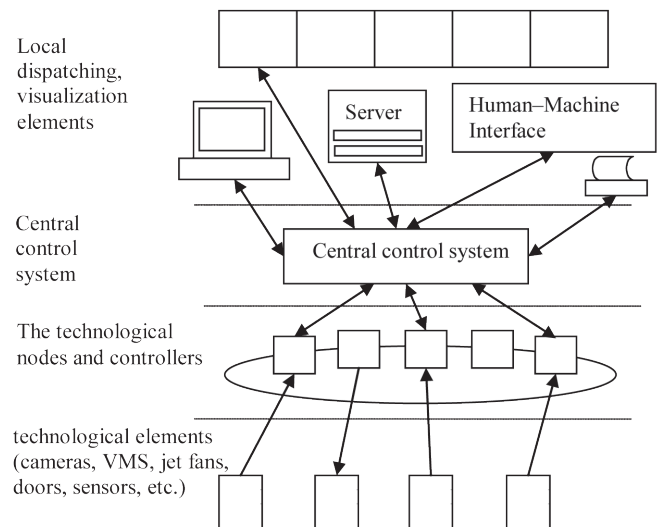 Local
dispatching,
visualization
elements
Server
Human–Machine
Interface
Central
control
system
Central control system
The technological
nodes and controllers
technological elements
(cameras, VMS, jet fans,
doors, sensors, etc.)